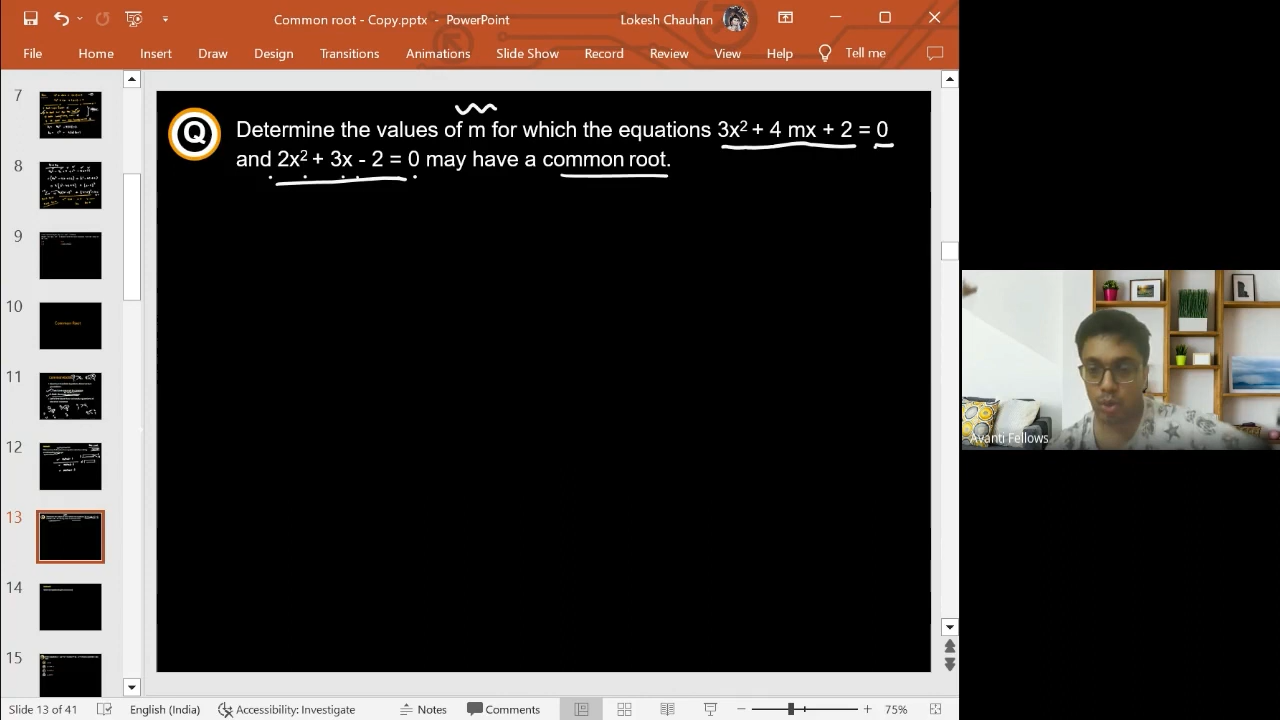 Common root - Copy.pptx - PowerPoint
Lokesh Chauhan
File Home Insert Draw Design Transitions Animations Slide Show Record Review View Help Tell me
7
8
9
10
Common Root
11
12
13
14
15
Q Determine the values of m for which the equations 3x² + 4 mx + 2 = 0
and 2x² + 3x - 2 = 0 may have a common root.
Avanti Fellows
Slide 13 of 41 English (India) Accessibility: Investigate Notes Comments 75%